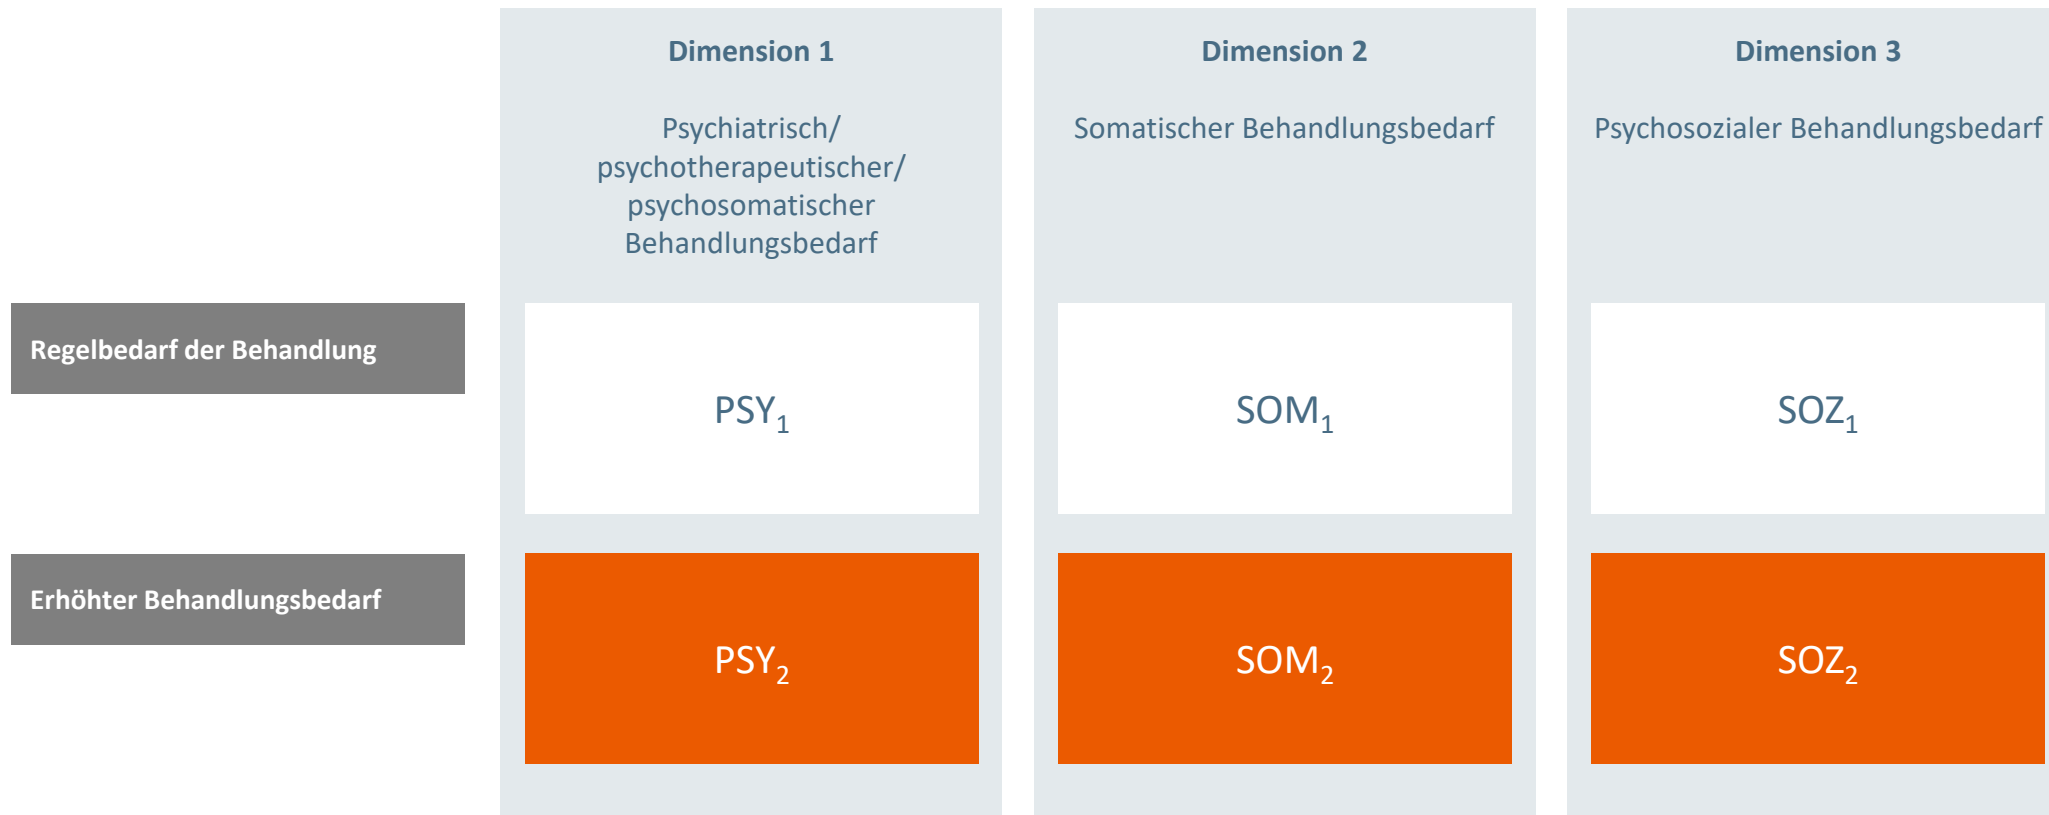 Dimension 1
Psychiatrisch/
psychotherapeutischer/
psychosomatischer
Behandlungsbedarf
Dimension 2
Somatischer Behandlungsbedarf
Dimension 3
Psychosozialer Behandlungsbedarf
Regelbedarf der Behandlung
PSY₁
SOM₁
SOZ₁
Erhöhter Behandlungsbedarf
PSY₂
SOM₂
SOZ₂